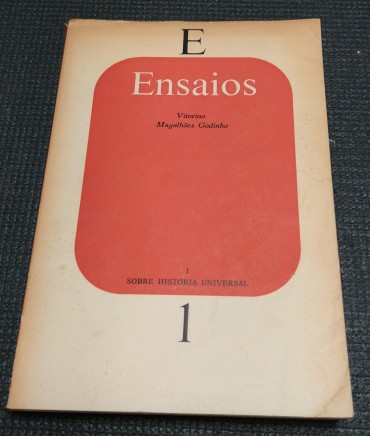 E
Ensaios
Vitorino
Magalhães Godinho
I
SOBRE HISTÓRIA UNIVERSAL
1